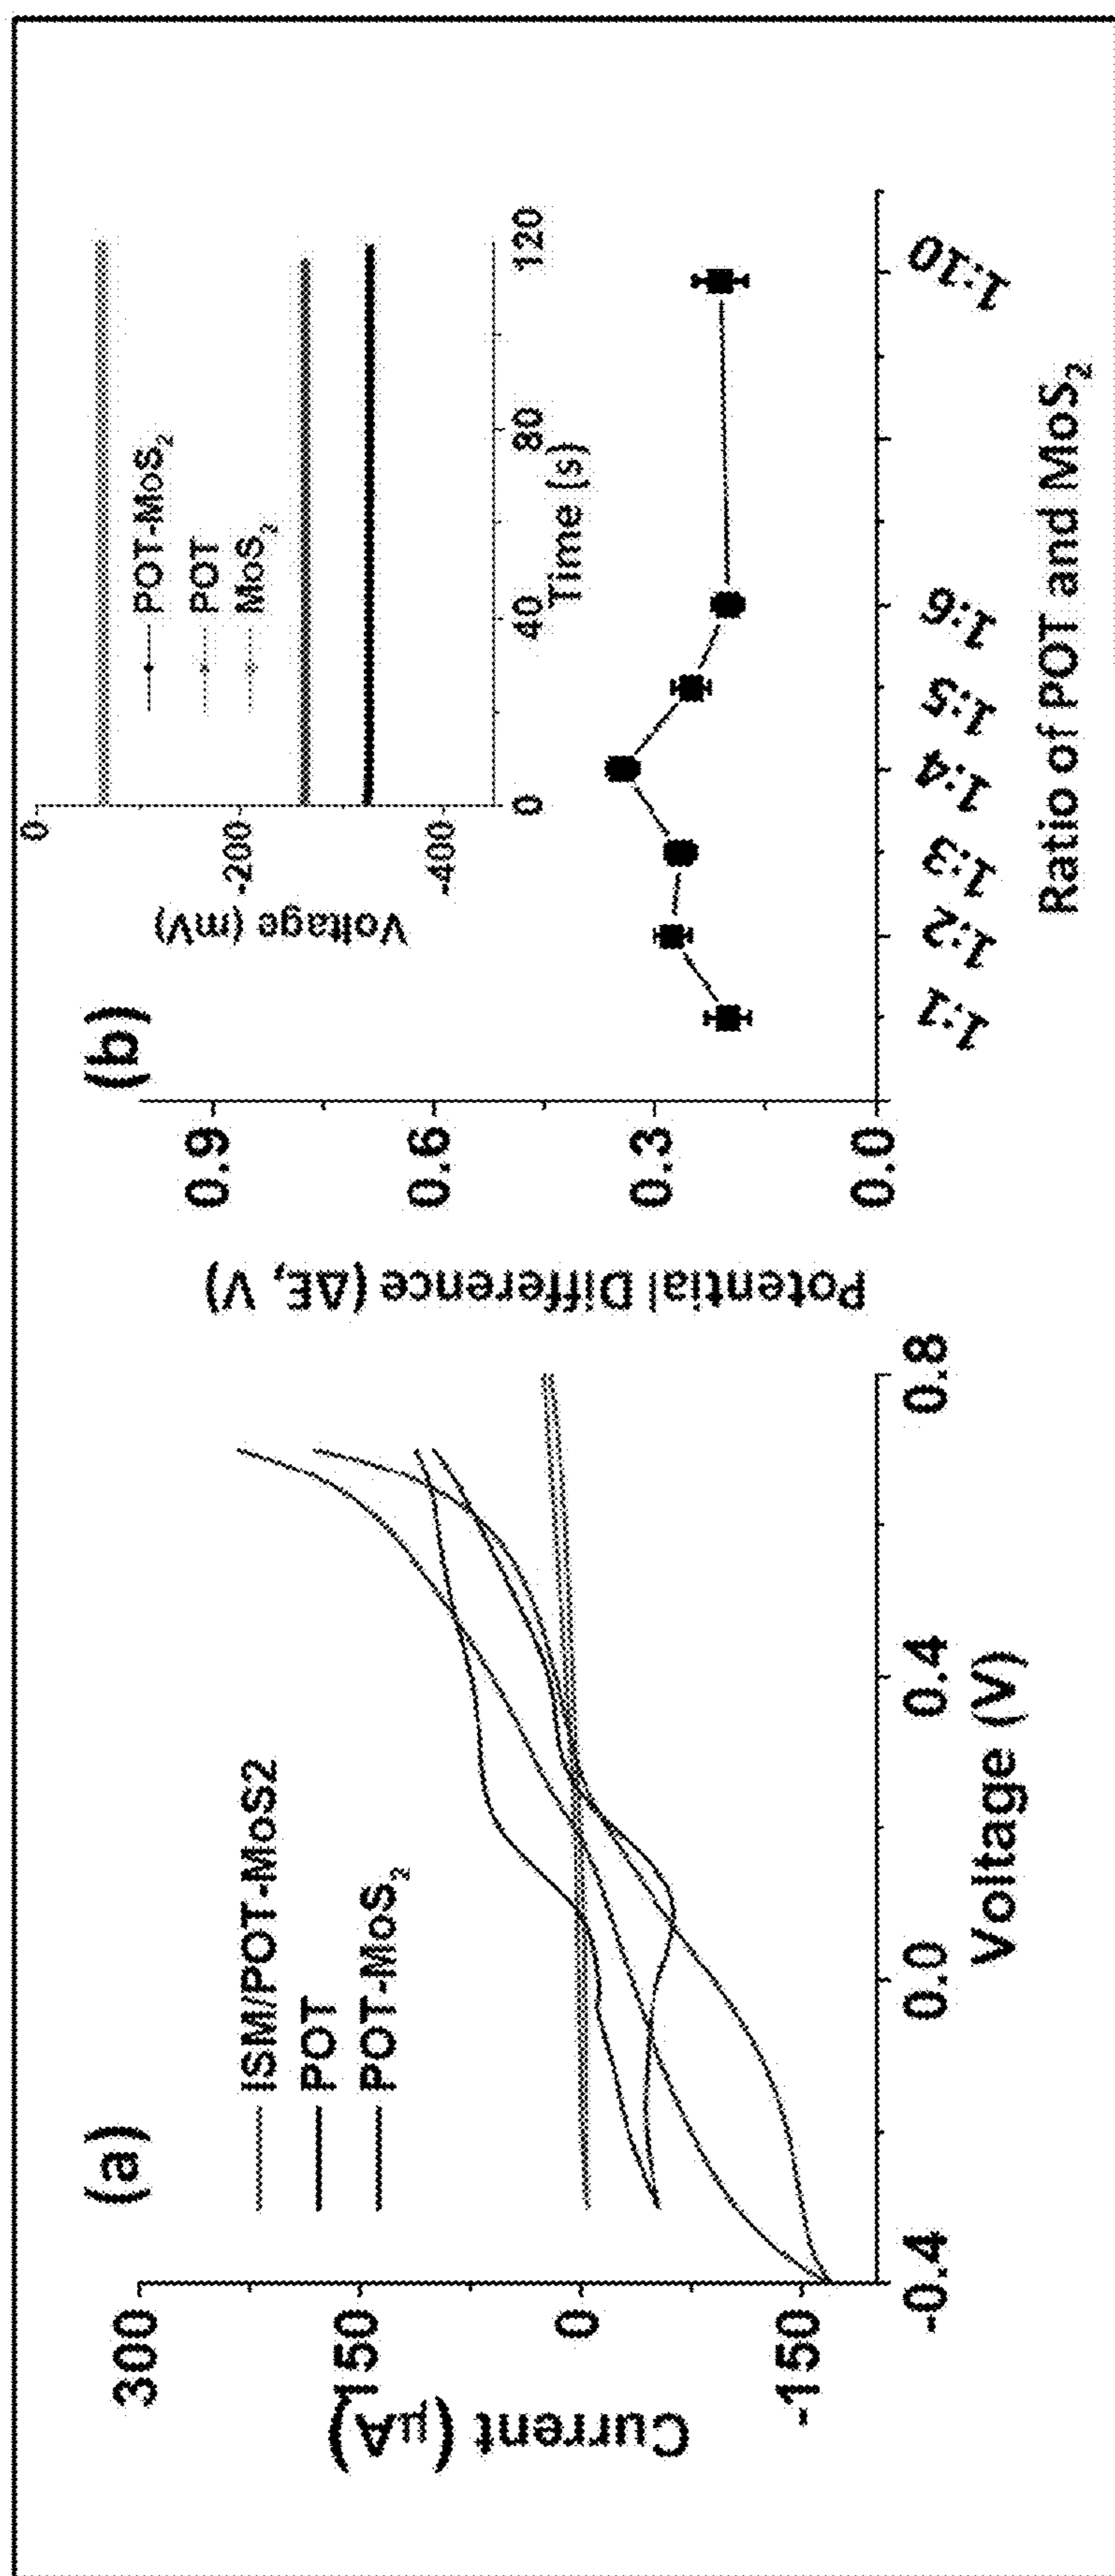 (a)
ISM/POT-MoS2
POT
POT-MoS₂
300
150
0
-150
Current (µA)
-0.4
0.0
0.4
0.8
Voltage (V)
(b)
0.9
0.6
0.3
0.0
Potential Difference (ΔE, V)
1:1
1:2
1:3
1:4
1:5
1:6
1:10
Ratio of POT and MoS₂
0
-200
-400
Voltage (mV)
POT-MoS₂
POT
MoS₂
0
40
80
120
Time (s)